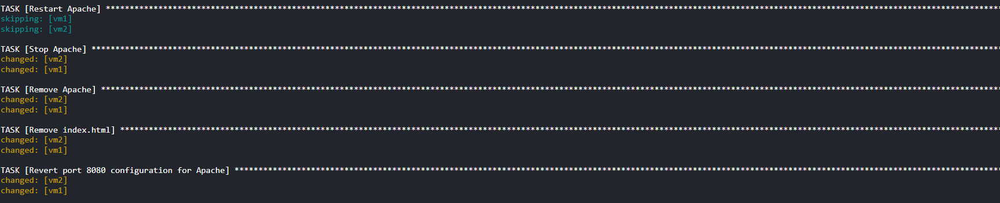 TASK [Restart Apache] ****************************************************************************************************************************************************************************************
skipping: [vm1]
skipping: [vm2]
TASK [Stop Apache] *******************************************************************************************************************************************************************************************
changed: [vm2]
changed: [vm1]
TASK [Remove Apache] *****************************************************************************************************************************************************************************************
changed: [vm2]
changed: [vm1]
TASK [Remove index.html] *************************************************************************************************************************************************************************************
changed: [vm2]
changed: [vm1]
TASK [Revert port 8080 configuration for Apache] *************************************************************************************************************************************************************
changed: [vm2]
changed: [vm1]